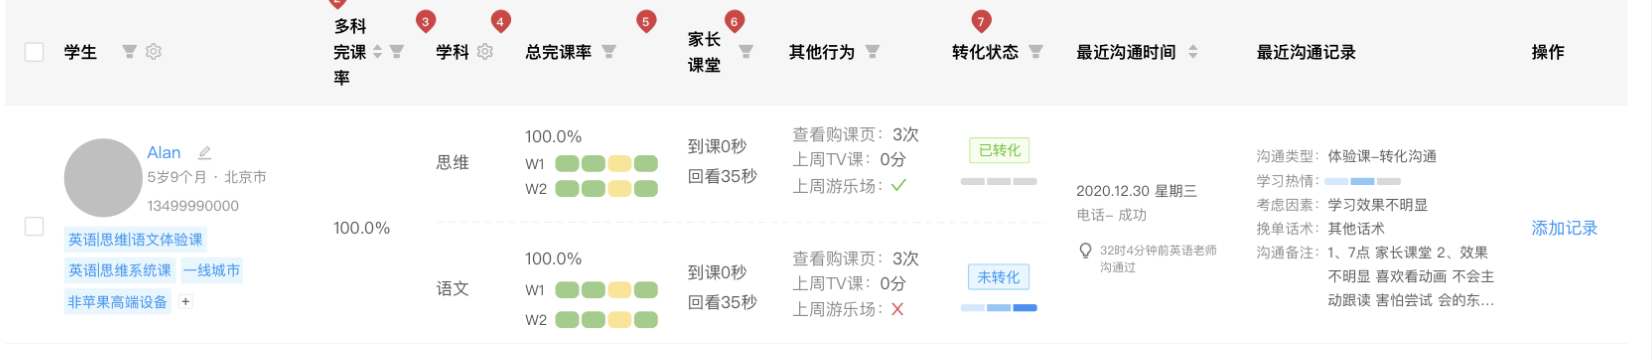 2
3
4
5
6
7
学生
多科
完课
率
学科
总完课率
家长
课堂
其他行为
转化状态
最近沟通时间
最近沟通记录
操作
Alan
5岁9个月 · 北京市
13499990000
英语|思维|语文体验课
英语|思维系统课 一线城市
非苹果高端设备 +
100.0%
思维
100.0%
W1
W2
到课0秒
回看35秒
查看购课页：3次
上周TV课：0分
上周游乐场：✓
已转化
语文
100.0%
W1
W2
到课0秒
回看35秒
查看购课页：3次
上周TV课：0分
上周游乐场：X
未转化
2020.12.30 星期三
电话- 成功
32时4分钟前英语老师
沟通过
沟通类型：体验课-转化沟通
学习热情：
考虑因素：学习效果不明显
挽单话术：其他话术
沟通备注：1、7点 家长课堂 2、效果
不明显 喜欢看动画 不会主
动跟读 害怕尝试 会的东...
添加记录